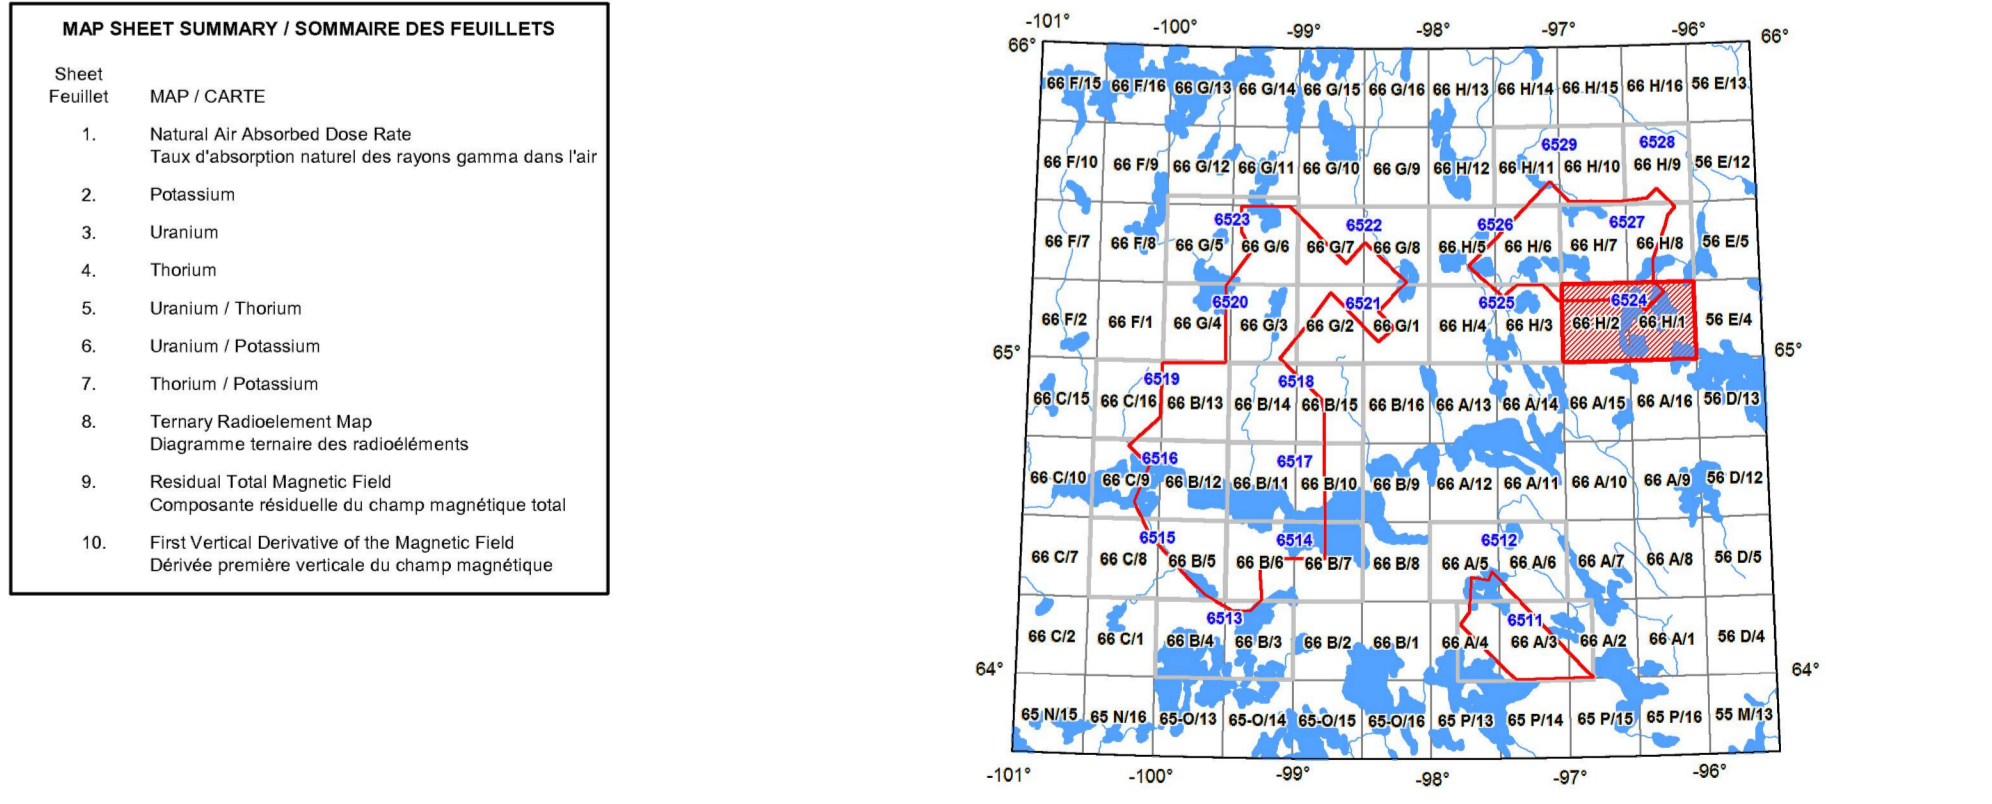 MAP SHEET SUMMARY / SOMMAIRE DES FEUILLETS
Sheet
Feuillet MAP / CARTE
1. Natural Air Absorbed Dose Rate
Taux d'absorption naturel des rayons gamma dans l'air
2. Potassium
3. Uranium
4. Thorium
5. Uranium / Thorium
6. Uranium / Potassium
7. Thorium / Potassium
8. Ternary Radioelement Map
Diagramme ternaire des radioéléments
9. Residual Total Magnetic Field
Composante résiduelle du champ magnétique total
10. First Vertical Derivative of the Magnetic Field
Dérivée première verticale du champ magnétique
-101° -100° -99° -98° -97° -96°
66° 66°
66 F/15 66 F/16 66 G/13 66 G/14 66 G/15 66 G/16 66 H/13 66 H/14 66 H/15 66 H/16 56 E/13
6529 6528
66 F/10 66 F/9 66 G/12 66 G/11 66 G/10 66 G/9 66 H/12 66 H/11 66 H/10 66 H/9 56 E/12
6523 6522 6526 6527
66 F/7 66 F/8 66 G/5 66 G/6 66 G/7 66 G/8 66 H/5 66 H/6 66 H/7 66 H/8 56 E/5
6520 6521 6525 6524
66 F/2 66 F/1 66 G/4 66 G/3 66 G/2 66 G/1 66 H/4 66 H/3 66 H/2 66 H/1 56 E/4
65° 65°
6519 6518
66 C/15 66 C/16 66 B/13 66 B/14 66 B/15 66 B/16 66 A/13 66 A/14 66 A/15 66 A/16 56 D/13
6516 6517
66 C/10 66 C/9 66 B/12 66 B/11 66 B/10 66 B/9 66 A/12 66 A/11 66 A/10 66 A/9 56 D/12
6515 6514 6512
66 C/7 66 C/8 66 B/5 66 B/6 66 B/7 66 B/8 66 A/5 66 A/6 66 A/7 66 A/8 56 D/5
6513 6511
66 C/2 66 C/1 66 B/4 66 B/3 66 B/2 66 B/1 66 A/4 66 A/3 66 A/2 66 A/1 56 D/4
64° 64°
65 N/15 65 N/16 65-O/13 65-O/14 65-O/15 65-O/16 65 P/13 65 P/14 65 P/15 65 P/16 55 M/13
-101° -100° -99° -98° -97° -96°